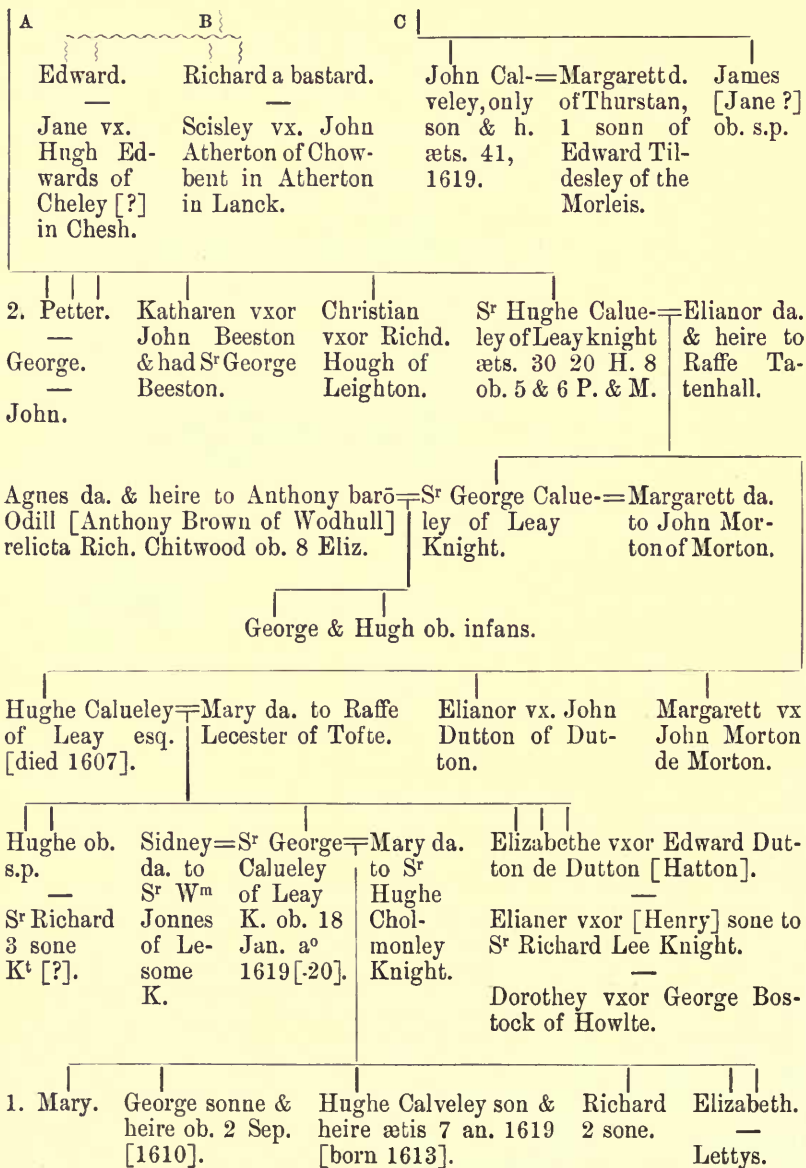 A
B
C
Edward.
—
Jane vx.
Hugh Ed-
wards of
Cheley [?]
in Chesh.
Richard a bastard.
—
Scisley vx. John
Atherton of Chow-
bent in Atherton
in Lanck.
John Cal-
veley, only
son & h.
æts. 41,
1619.
Margarett d.
of Thurstan,
1 sonn of
Edward Til-
desley of the
Morleis.
James
[Jane ?]
ob. s.p.
2. Petter.
—
George.
—
John.
Katharen vxor
John Beeston
& had Sʳ George
Beeston.
Christian
vxor Richd.
Hough of
Leighton.
Sʳ Hughe Calue-
ley of Leay knight
æts. 30 20 H. 8
ob. 5 & 6 P. & M.
Elianor da.
& heire to
Raffe Ta-
tenhall.
Agnes da. & heire to Anthony barō
Odill [Anthony Brown of Wodhull]
relicta Rich. Chitwood ob. 8 Eliz.
Sʳ George Calue-
ley of Leay
Knight.
Margarett da.
to John Mor-
ton of Morton.
George & Hugh ob. infans.
Hughe Calueley
of Leay esq.
[died 1607].
Mary da. to Raffe
Lecester of Tofte.
Elianor vx. John
Dutton of Dut-
ton.
Margarett vx
John Morton
de Morton.
Hughe ob.
s.p.
—
Sʳ Richard
3 sone
Kᵗ [?].
Sidney
da. to
Sʳ Wᵐ
Jonnes
of Le-
some
K.
Sʳ George
Calueley
of Leay
K. ob. 18
Jan. aº
1619[-20].
Mary da.
to Sʳ
Hughe
Chol-
monley
Knight.
Elizabethe vxor Edward Dut-
ton de Dutton [Hatton].
—
Elianer vxor [Henry] sone to
Sʳ Richard Lee Knight.
—
Dorothey vxor George Bos-
tock of Howlte.
1. Mary.
George sonne &
heire ob. 2 Sep.
[1610].
Hughe Calveley son &
heire ætis 7 an. 1619
[born 1613].
Richard
2 sone.
Elizabeth.
—
Lettys.